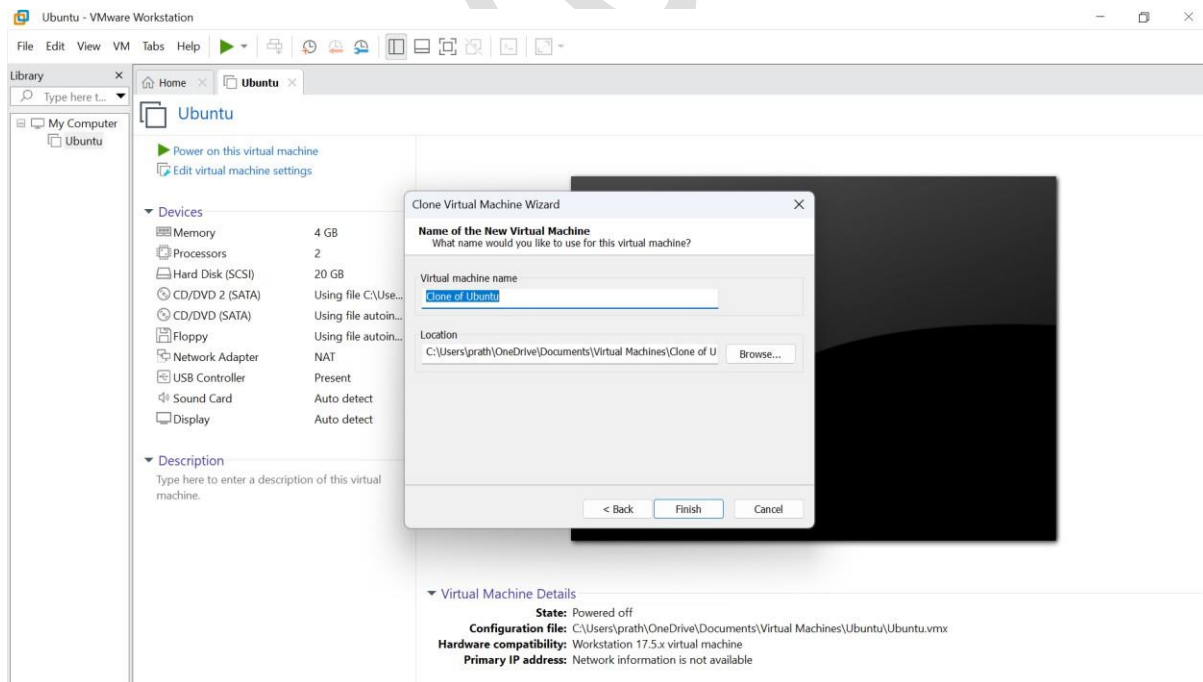 Ubuntu - VMware Workstation
File Edit View VM Tabs Help
Library
Type here t...
My Computer
Ubuntu
Home
Ubuntu
Ubuntu
Power on this virtual machine
Edit virtual machine settings
Devices
Memory 4 GB
Processors 2
Hard Disk (SCSI) 20 GB
CD/DVD 2 (SATA) Using file C:\Use...
CD/DVD (SATA) Using file autoin...
Floppy Using file autoin...
Network Adapter NAT
USB Controller Present
Sound Card Auto detect
Display Auto detect
Description
Type here to enter a description of this virtual
machine.
Clone Virtual Machine Wizard
Name of the New Virtual Machine
What name would you like to use for this virtual machine?
Virtual machine name
Clone of Ubuntu
Location
C:\Users\prath\OneDrive\Documents\Virtual Machines\Clone of U
Browse...
< Back Finish Cancel
Virtual Machine Details
State: Powered off
Configuration file: C:\Users\prath\OneDrive\Documents\Virtual Machines\Ubuntu\Ubuntu.vmx
Hardware compatibility: Workstation 17.5.x virtual machine
Primary IP address: Network information is not available